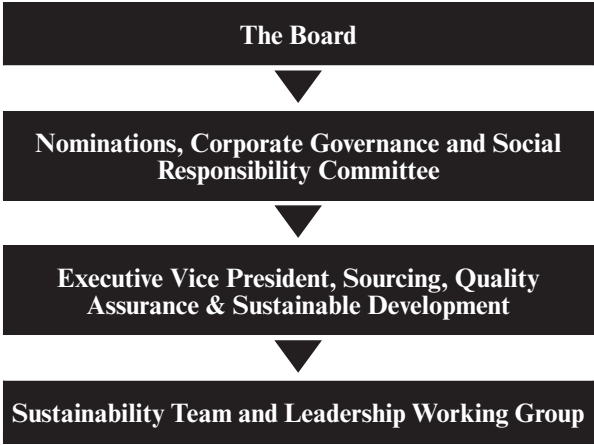 The Board
Nominations, Corporate Governance and Social
Responsibility Committee
Executive Vice President, Sourcing, Quality
Assurance & Sustainable Development
Sustainability Team and Leadership Working Group